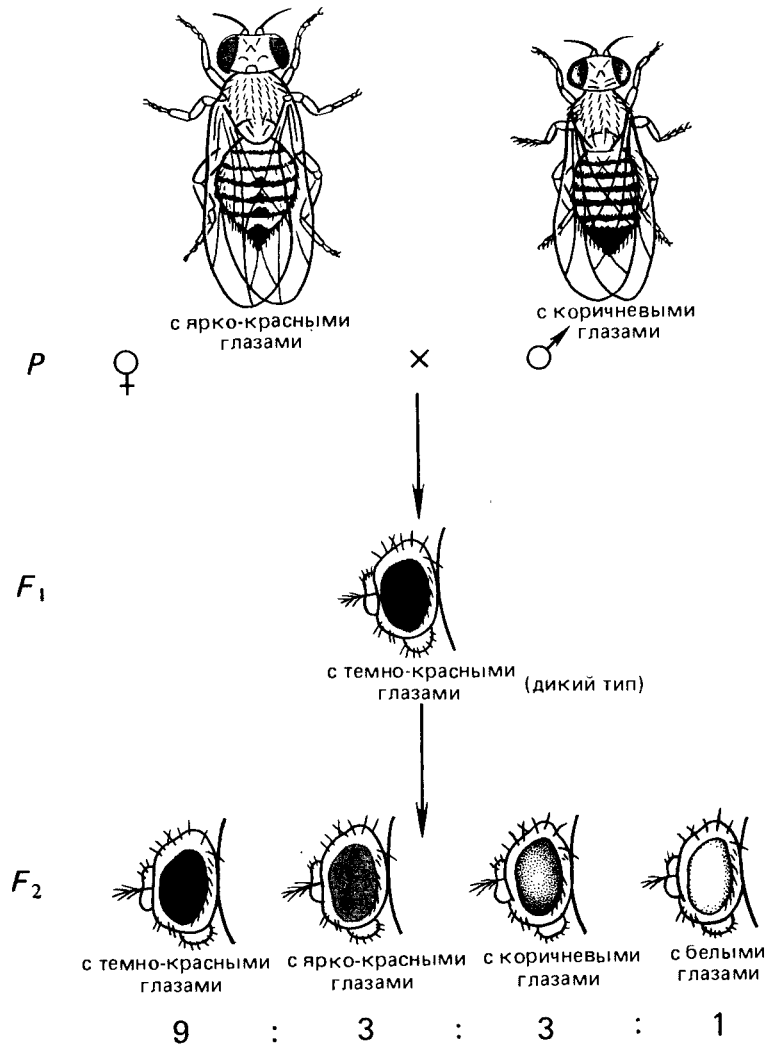 с ярко-красными
глазами
с коричневыми
глазами
P ♀ × ♂
F₁
с темно-красными
глазами
(дикий тип)
F₂
с темно-красными
глазами
с ярко-красными
глазами
с коричневыми
глазами
с белыми
глазами
9 : 3 : 3 : 1